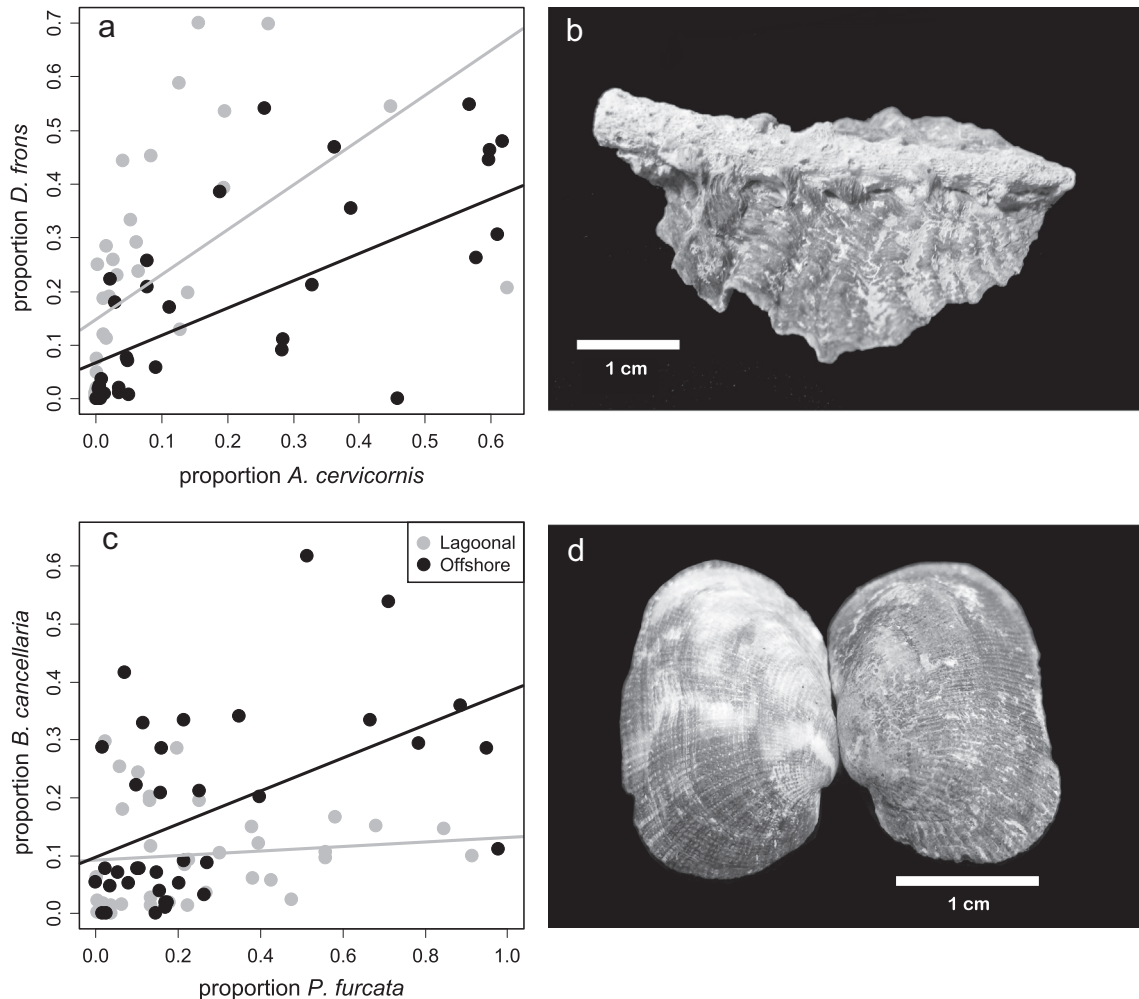 a
0.7
0.6
0.5
0.4
0.3
0.2
0.1
0.0
proportion D. frons
0.0 0.1 0.2 0.3 0.4 0.5 0.6
proportion A. cervicornis
b
1 cm
c
Lagoonal
Offshore
0.6
0.5
0.4
0.3
0.2
0.1
0.0
proportion B. cancellaria
0.0 0.2 0.4 0.6 0.8 1.0
proportion P. furcata
d
1 cm